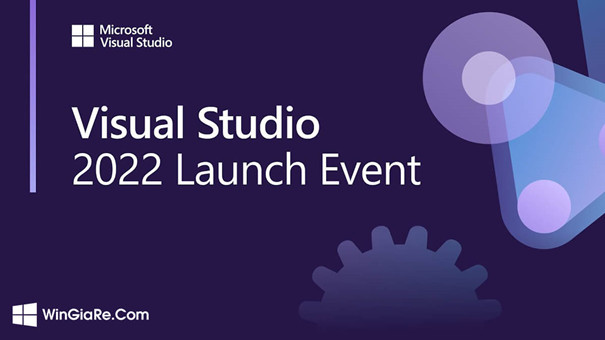 Microsoft
Visual Studio
Visual Studio
2022 Launch Event
WinGiaRe.Com